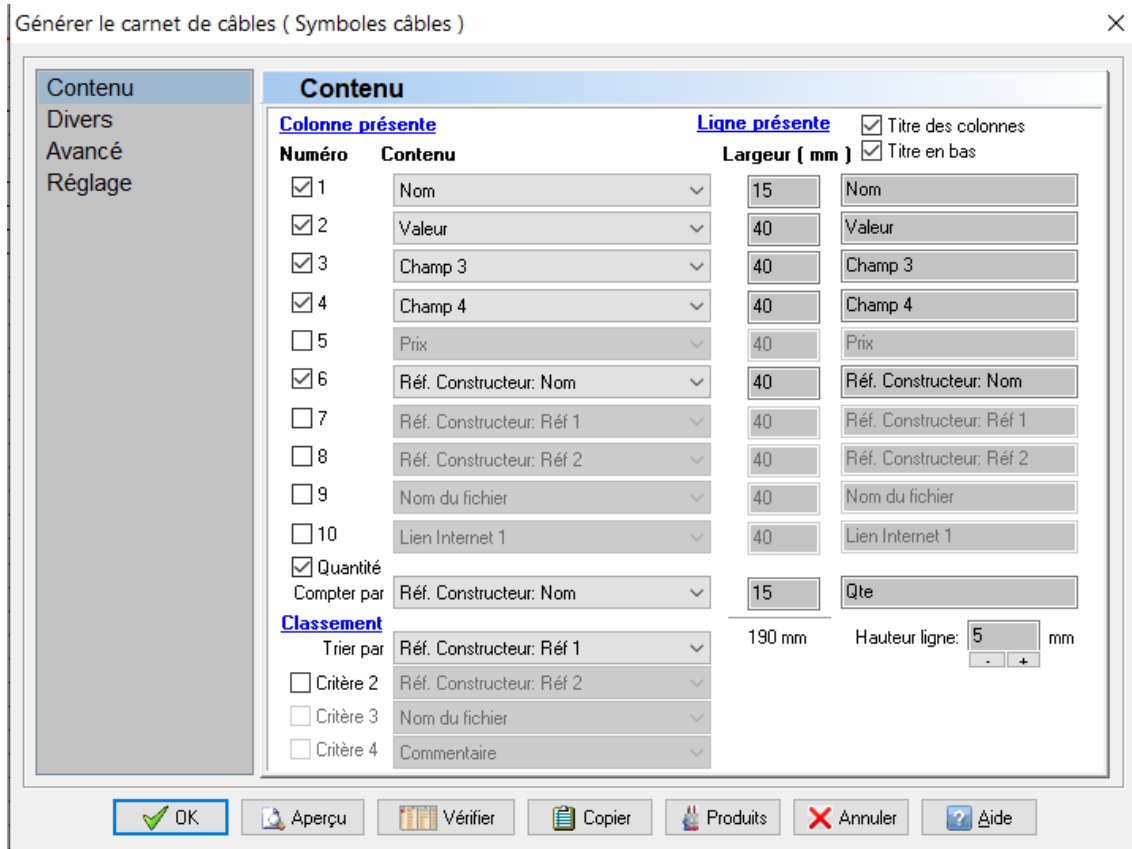 Générer le carnet de câbles ( Symboles câbles )
Contenu
Divers
Avancé
Réglage
Contenu
Colonne présente
Ligne présente
Titre des colonnes
Numéro Contenu Largeur ( mm ) Titre en bas
1 Nom 15 Nom
2 Valeur 40 Valeur
3 Champ 3 40 Champ 3
4 Champ 4 40 Champ 4
5 Prix 40 Prix
6 Réf. Constructeur: Nom 40 Réf. Constructeur: Nom
7 Réf. Constructeur: Réf 1 40 Réf. Constructeur: Réf 1
8 Réf. Constructeur: Réf 2 40 Réf. Constructeur: Réf 2
9 Nom du fichier 40 Nom du fichier
10 Lien Internet 1 40 Lien Internet 1
Quantité
Compter par Réf. Constructeur: Nom 15 Qte
Classement
Trier par Réf. Constructeur: Réf 1 190 mm Hauteur ligne: 5 mm
- +
Critère 2 Réf. Constructeur: Réf 2
Critère 3 Nom du fichier
Critère 4 Commentaire
OK Aperçu Vérifier Copier Produits Annuler Aide